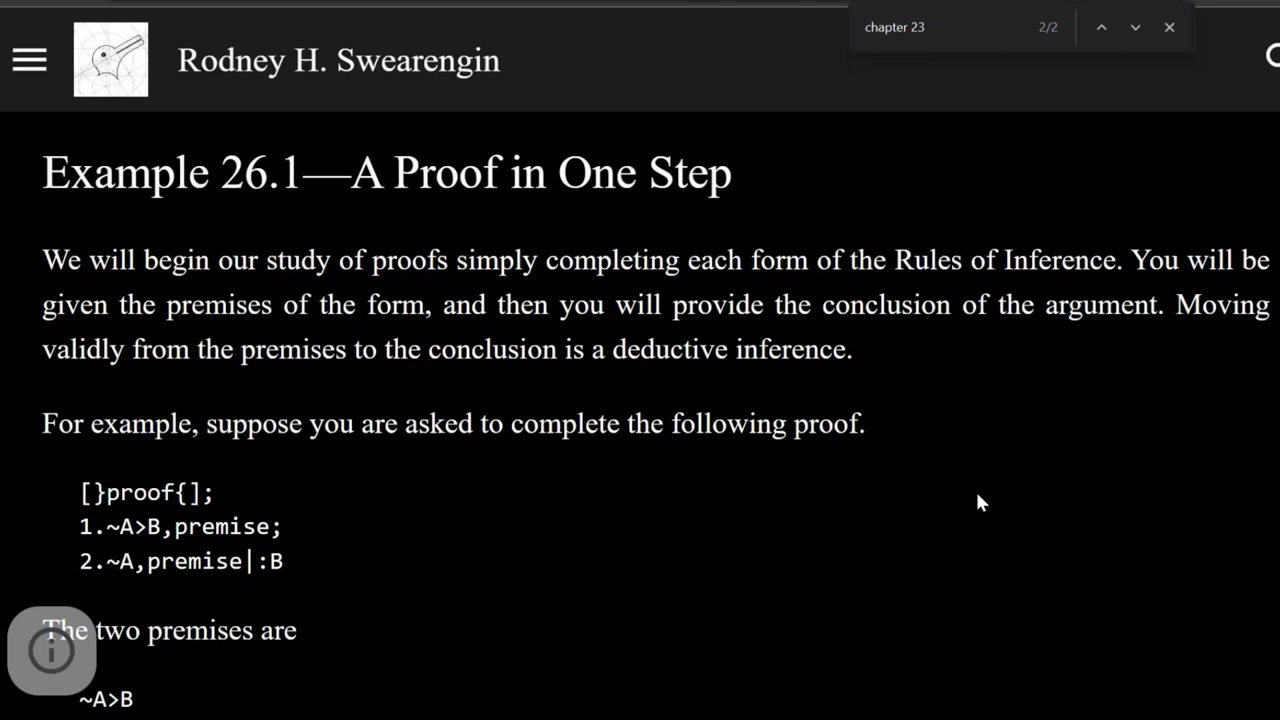 chapter 23 2/2
Rodney H. Swearengin
Example 26.1—A Proof in One Step
We will begin our study of proofs simply completing each form of the Rules of Inference. You will be
given the premises of the form, and then you will provide the conclusion of the argument. Moving
validly from the premises to the conclusion is a deductive inference.
For example, suppose you are asked to complete the following proof.
[}proof{];
1.~A>B,premise;
2.~A,premise|:B
The two premises are
~A>B